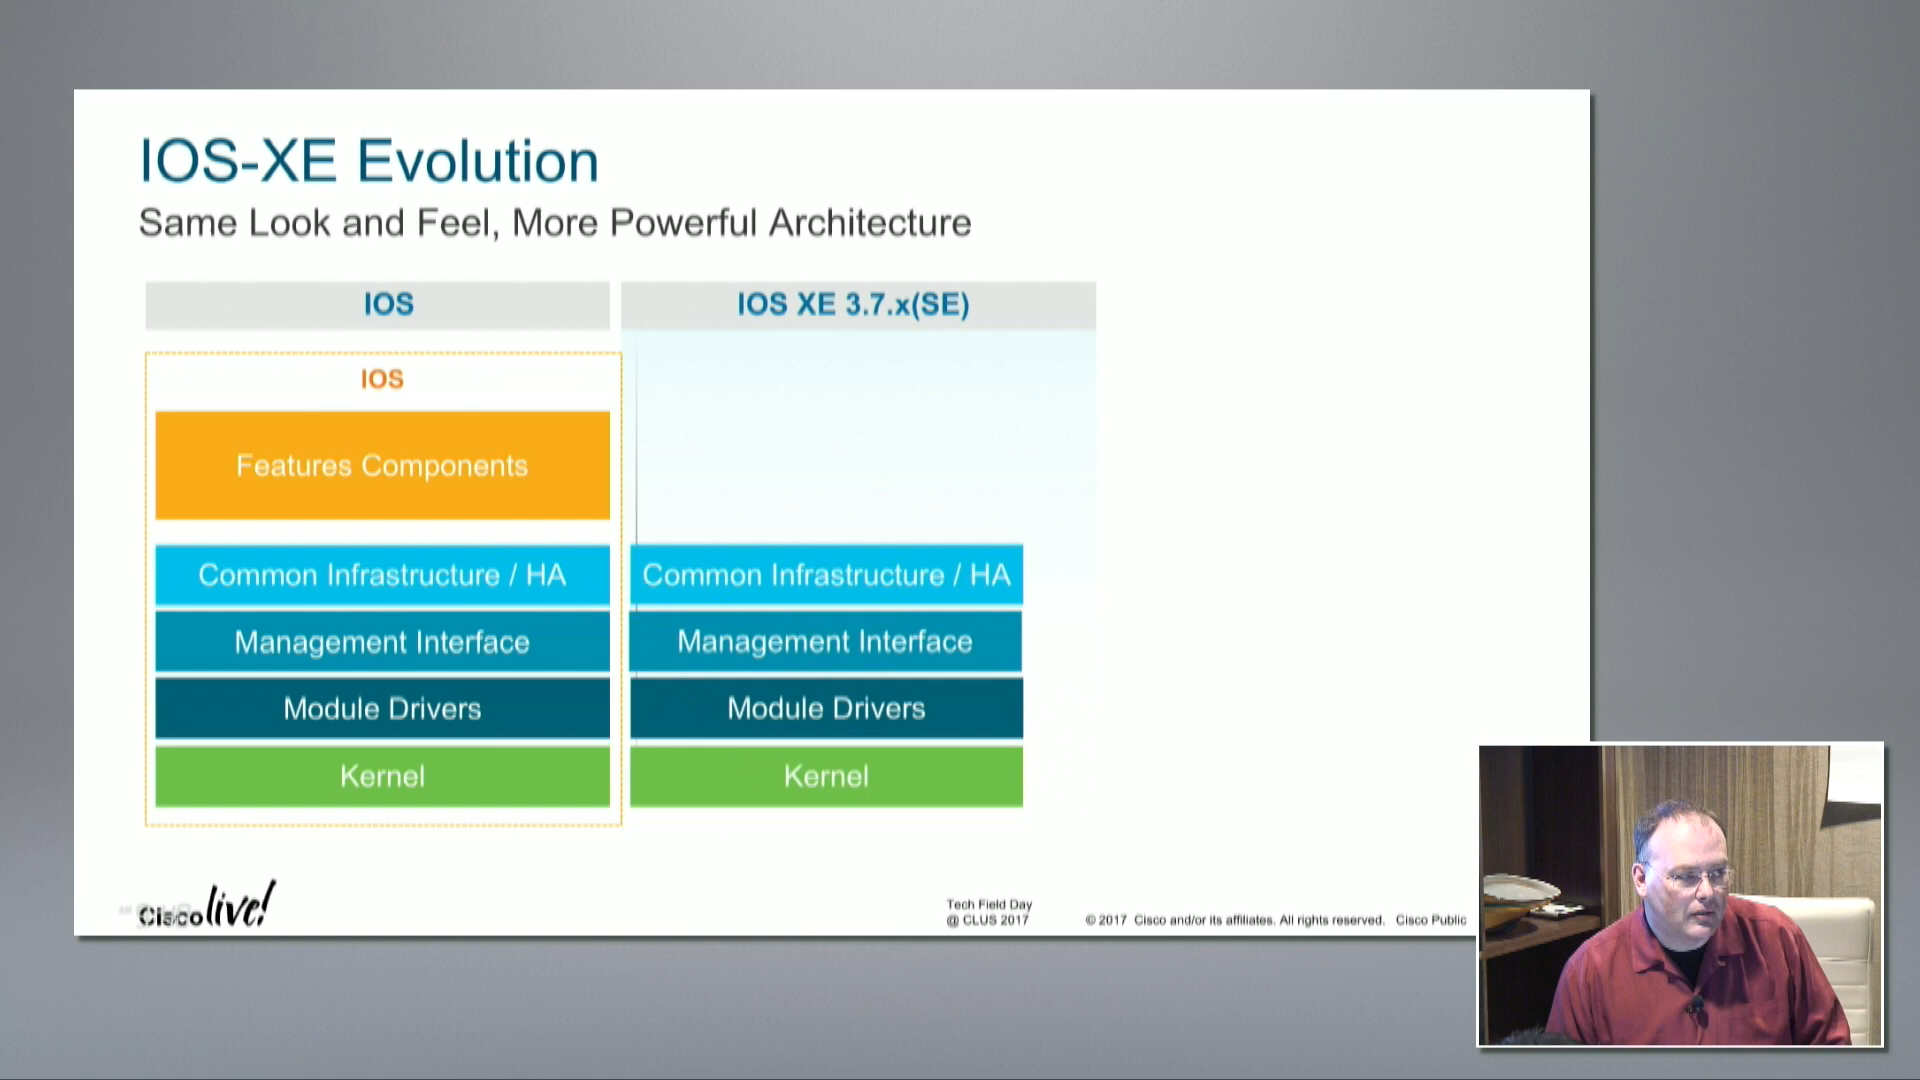 IOS-XE Evolution
Same Look and Feel, More Powerful Architecture
IOS
IOS XE 3.7.x(SE)
IOS
Features Components
Common Infrastructure / HA
Common Infrastructure / HA
Management Interface
Management Interface
Module Drivers
Module Drivers
Kernel
Kernel
Cisco live!
Tech Field Day
@ CLUS 2017
© 2017 Cisco and/or its affiliates. All rights reserved. Cisco Public